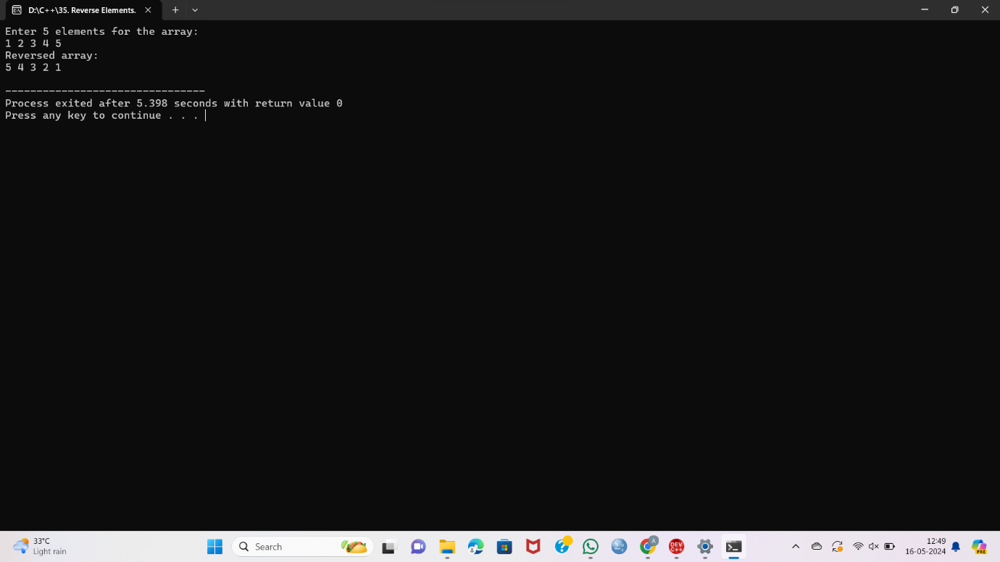 D:\C++\35. Reverse Elements.
Enter 5 elements for the array:
1 2 3 4 5
Reversed array:
5 4 3 2 1
--------------------------------
Process exited after 5.398 seconds with return value 0
Press any key to continue . . .
33°C
Light rain
Search
A
DEV
C++
12:49
16-05-2024
PRE